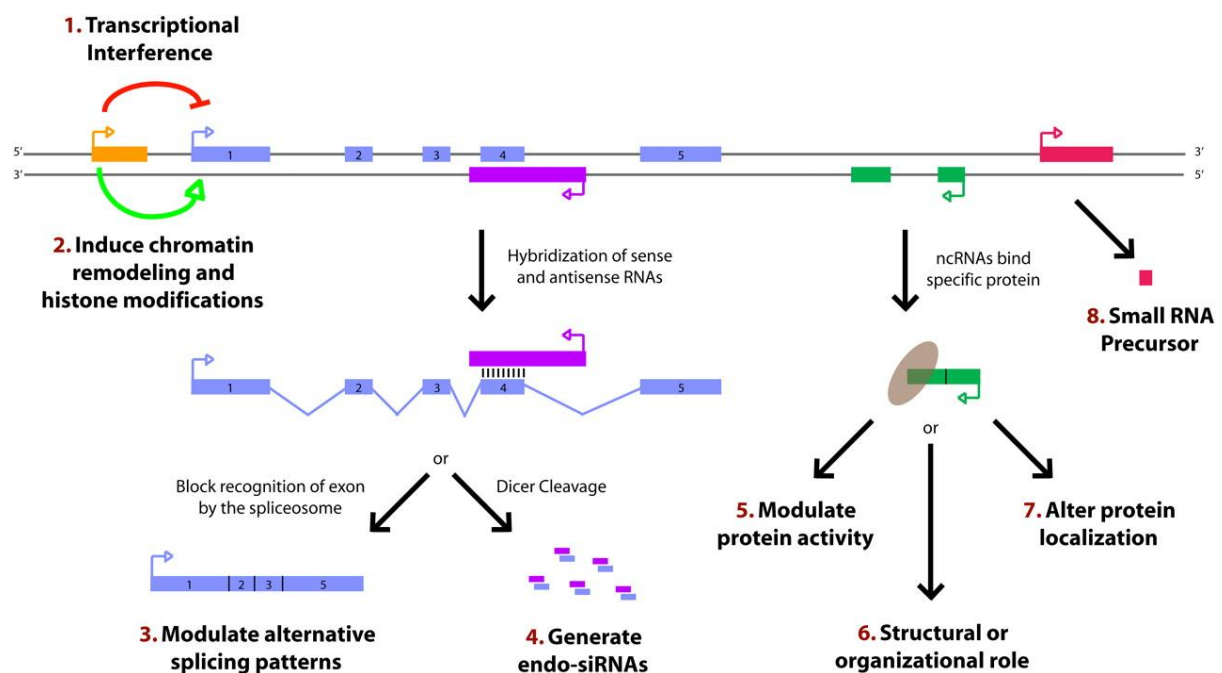 1. Transcriptional
Interference
5’
1
2
3
4
5
3’
3’
5’
2. Induce chromatin
remodeling and
histone modifications
Hybridization of sense
and antisense RNAs
ncRNAs bind
specific protein
8. Small RNA
Precursor
1
2
3
4
5
or
or
Block recognition of exon
by the spliceosome
Dicer Cleavage
5. Modulate
protein activity
7. Alter protein
localization
1
2
3
5
3. Modulate alternative
splicing patterns
4. Generate
endo-siRNAs
6. Structural or
organizational role